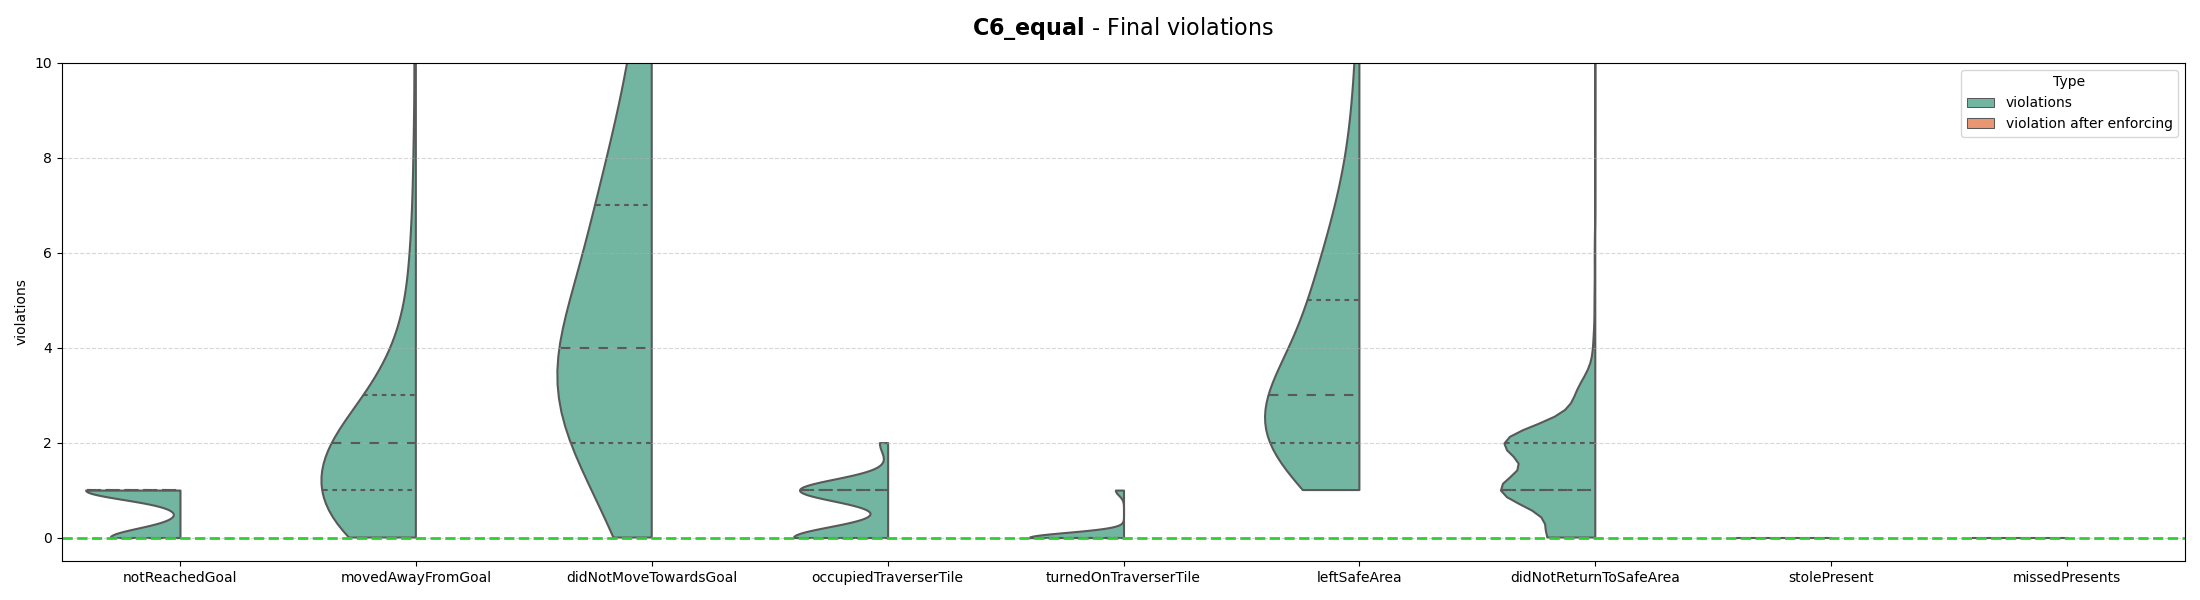 C6_equal - Final violations
10
8
6
4
2
0
violations
Type
violations
violation after enforcing
notReachedGoal
movedAwayFromGoal
didNotMoveTowardsGoal
occupiedTraverserTile
turnedOnTraverserTile
leftSafeArea
didNotReturnToSafeArea
stolePresent
missedPresents